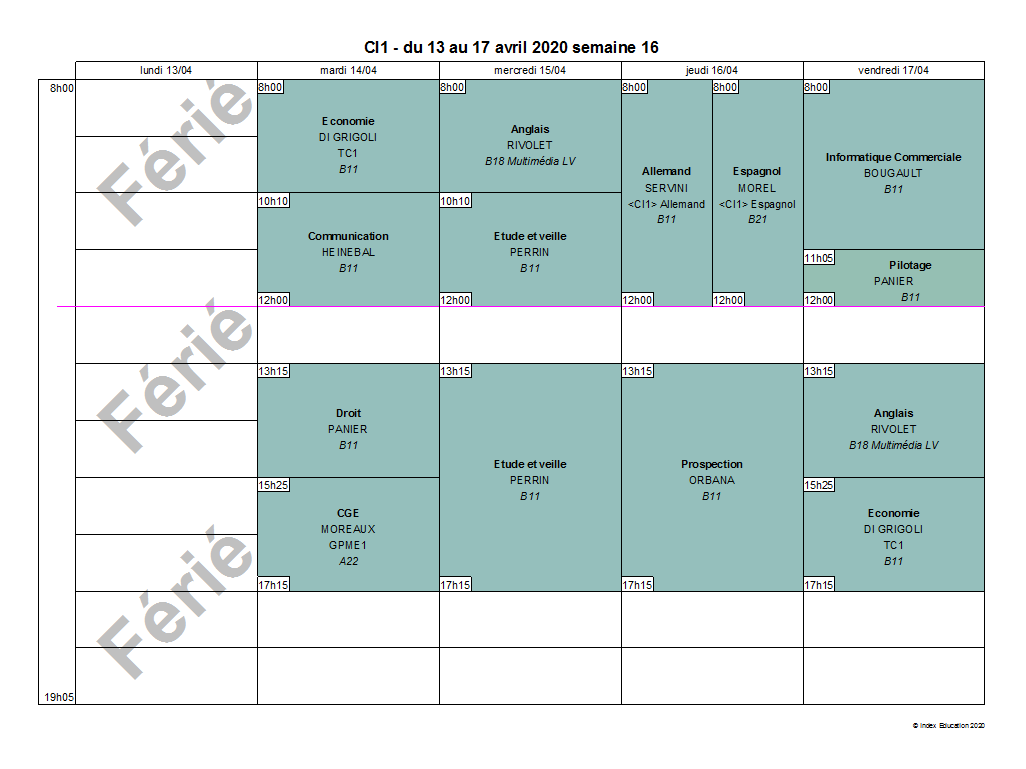 CI1 - du 13 au 17 avril 2020 semaine 16
lundi 13/04
mardi 14/04
mercredi 15/04
jeudi 16/04
vendredi 17/04
8h00
19h05
Férié
Férié
Férié
8h00
Economie
DI GRIGOLI
TC1
B11
10h10
Communication
HEINEBAL
B11
12h00
13h15
Droit
PANIER
B11
15h25
CGE
MOREAUX
GPME1
A22
17h15
8h00
Anglais
RIVOLET
B18 Multimédia LV
10h10
Etude et veille
PERRIN
B11
12h00
13h15
Etude et veille
PERRIN
B11
17h15
8h00
Allemand
SERVINI
<CI1> Allemand
B11
12h00
8h00
Espagnol
MOREL
<CI1> Espagnol
B21
12h00
13h15
Prospection
ORBANA
B11
17h15
8h00
Informatique Commerciale
BOUGAULT
B11
11h05
Pilotage
PANIER
B11
12h00
13h15
Anglais
RIVOLET
B18 Multimédia LV
15h25
Economie
DI GRIGOLI
TC1
B11
17h15
© Index Education 2020